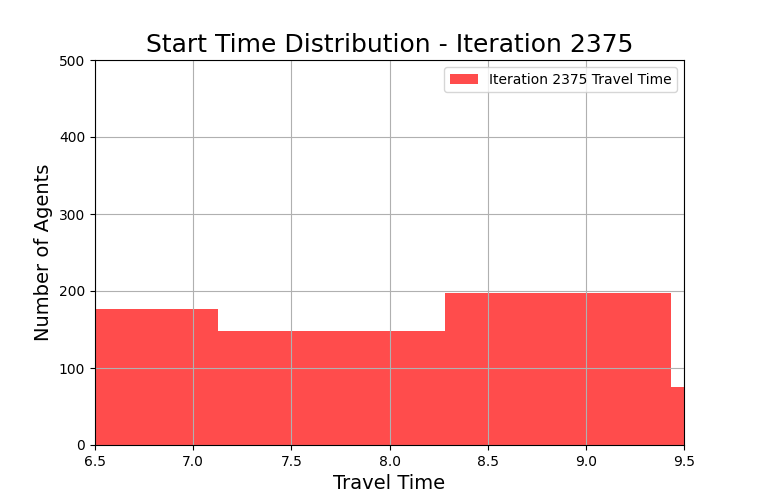 Start Time Distribution - Iteration 2375
Iteration 2375 Travel Time
Number of Agents
500
400
300
200
100
0
6.5 7.0 7.5 8.0 8.5 9.0 9.5
Travel Time